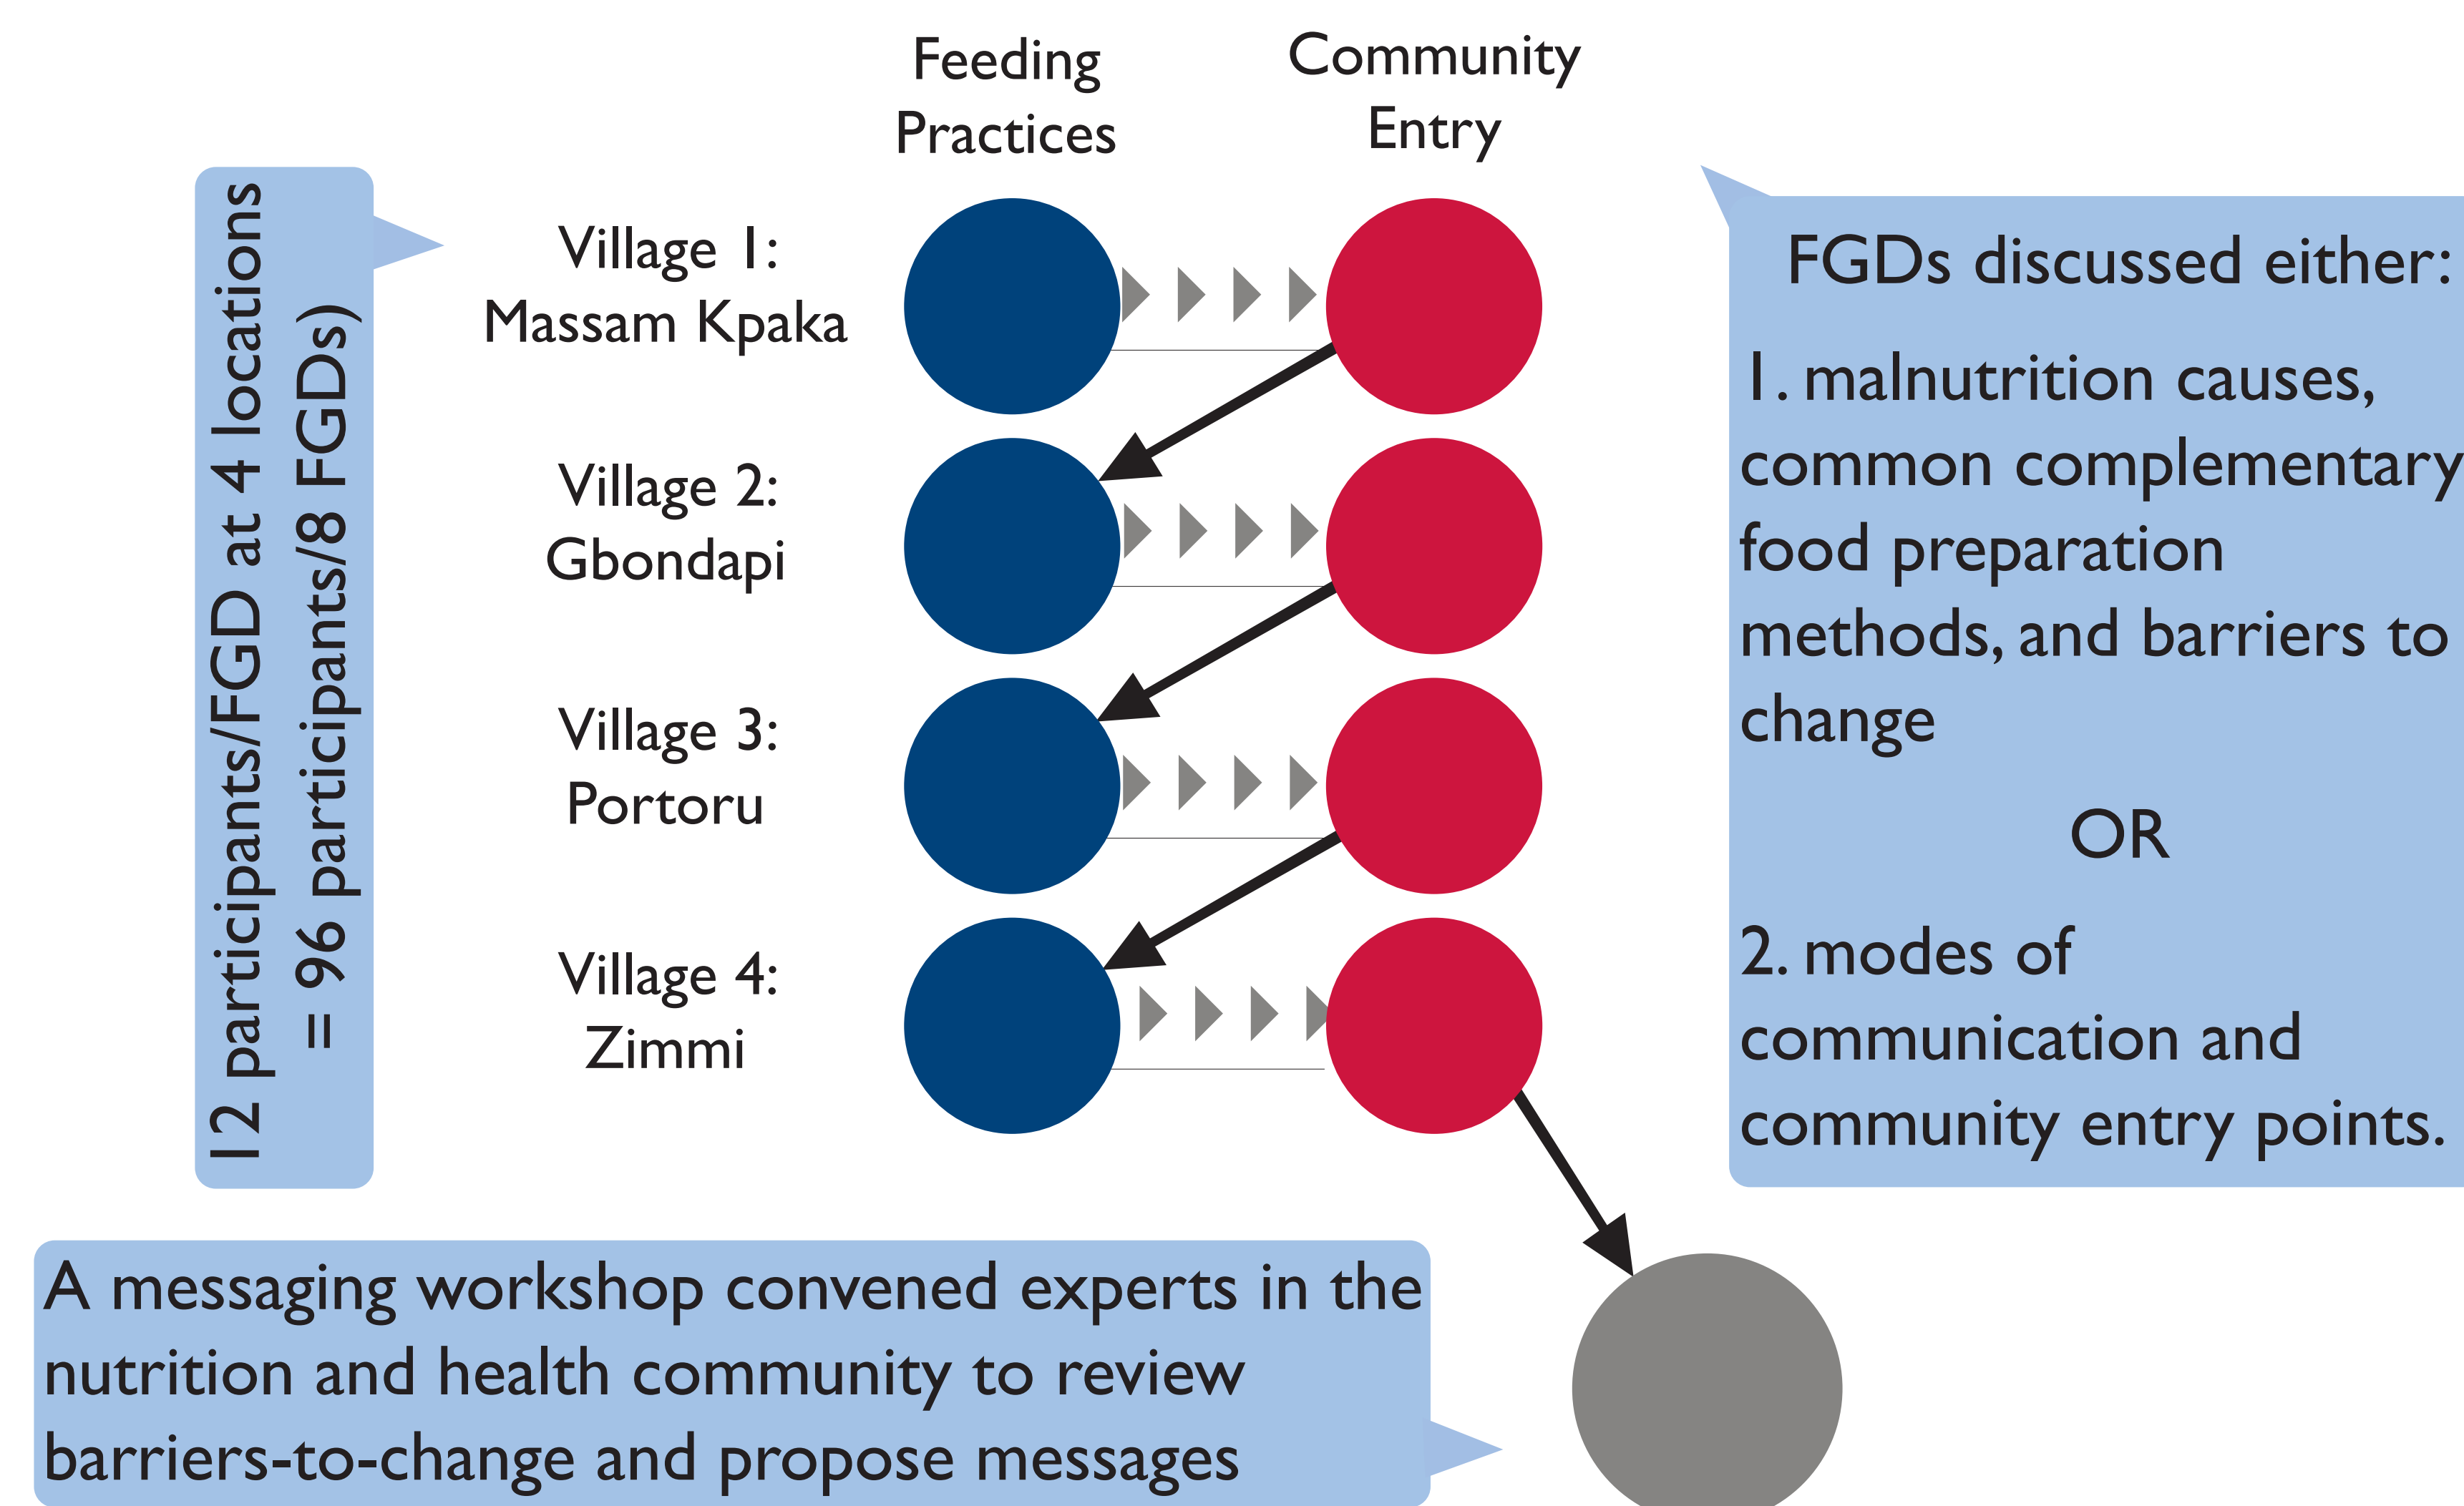 Feeding
Practices
Community
Entry
12 participants/FGD at 4 locations
= 96 participants/8 FGDs)
Village 1:
Massam Kpaka
Village 2:
Gbondapi
Village 3:
Portoru
Village 4:
Zimmi
FGDs discussed either:
1. malnutrition causes,
common complementary
food preparation
methods, and barriers to
change
OR
2. modes of
communication and
community entry points.
A messaging workshop convened experts in the
nutrition and health community to review
barriers-to-change and propose messages